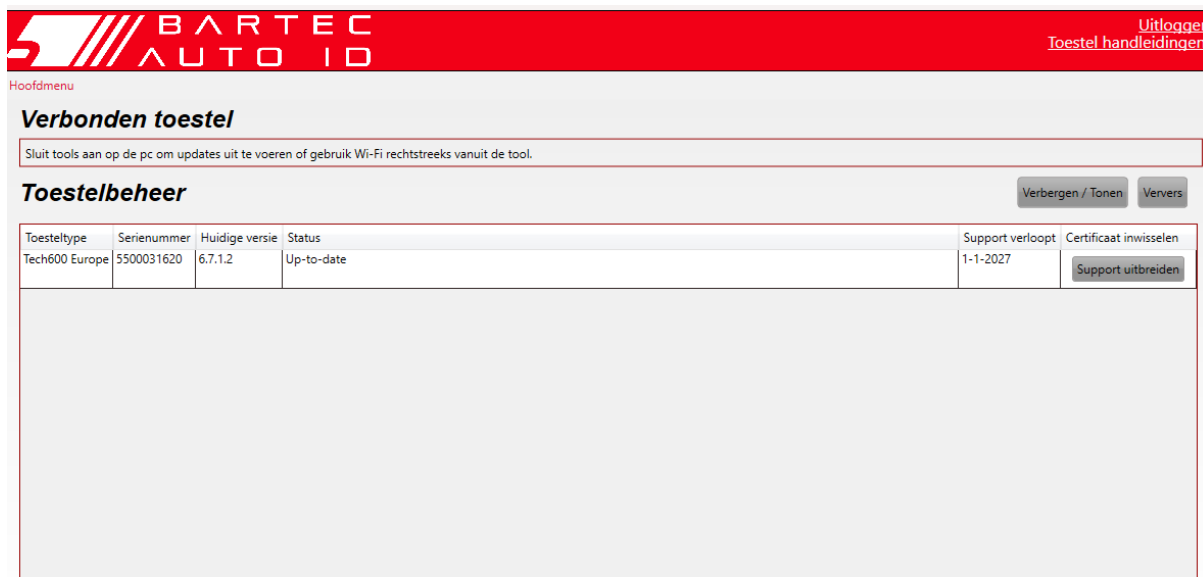 BARTEC
AUTO ID
Toestel handleidingen
Hoofdmenu
Verbonden toestel
Sluit tools aan op de pc om updates uit te voeren of gebruik Wi-Fi rechtstreeks vanuit de tool.
Toestelbeheer
Verbergen / Tonen Ververs
Toesteltype Serienummer Huidige versie Status Support verloopt Certificaat inwisselen
Tech600 Europe 5500031620 6.7.1.2 Up-to-date 1-1-2027 Support uitbreiden